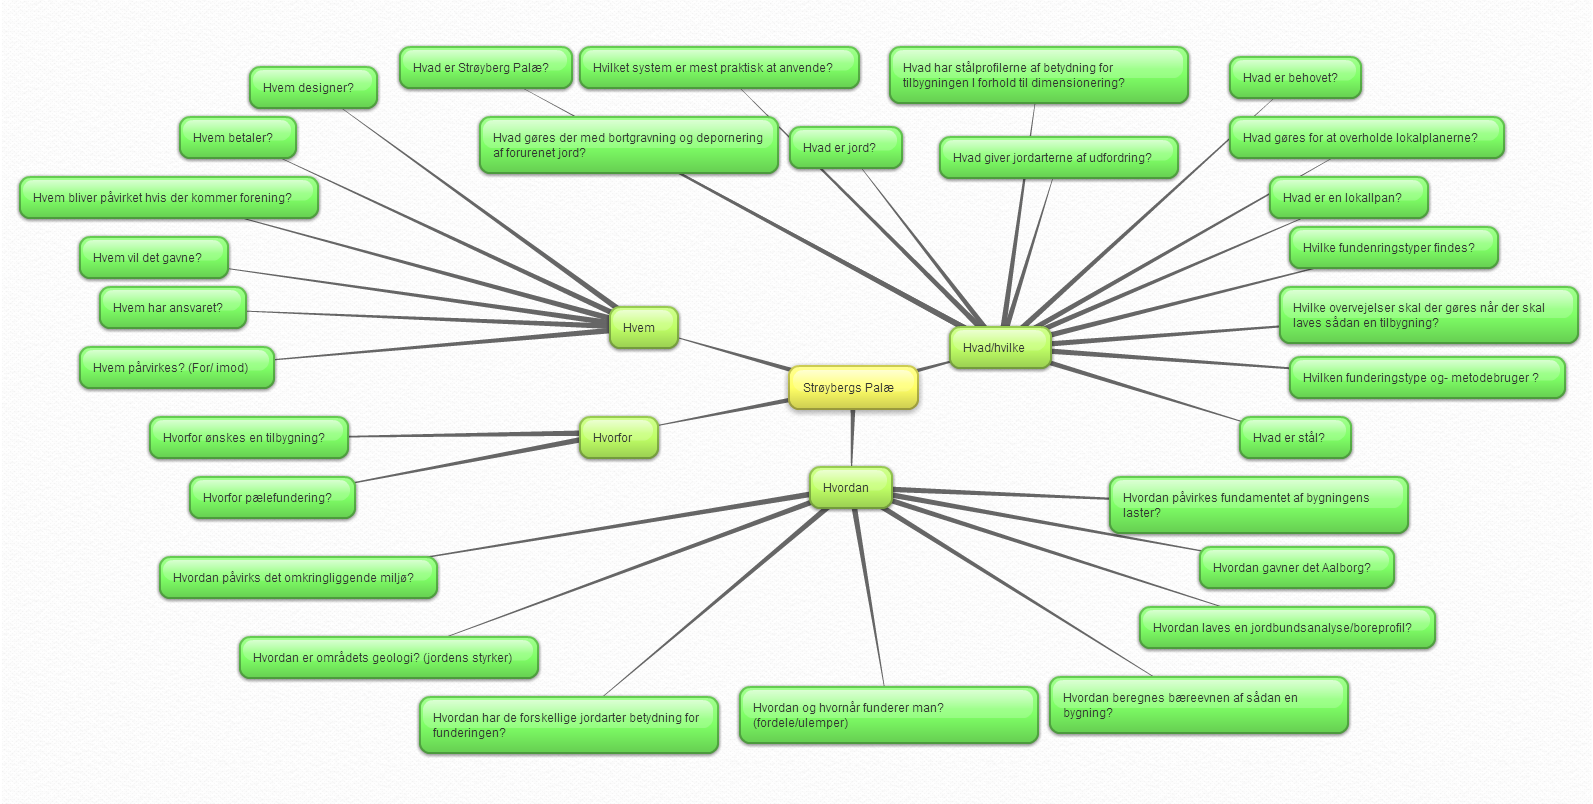 Hvad er Strøyberg Palæ?
Hvilket system er mest praktisk at anvende?
Hvad har stålprofilerne af betydning for
tilbygningen I forhold til dimensionering?
Hvad er behovet?
Hvem designer?
Hvem betaler?
Hvad gøres der med bortgravning og depornering
af forurenet jord?
Hvad er jord?
Hvad giver jordarterne af udfordring?
Hvad gøres for at overholde lokalplanerne?
Hvem bliver påvirket hvis der kommer forening?
Hvad er en lokallpan?
Hvem vil det gavne?
Hvilke fundenringstyper findes?
Hvem har ansvaret?
Hvilke overvejelser skal der gøres når der skal
laves sådan en tilbygning?
Hvem
Hvad/hvilke
Hvem pårvirkes? (For/ imod)
Hvilken funderingstype og- metodebruger ?
Strøybergs Palæ
Hvorfor ønskes en tilbygning?
Hvorfor
Hvad er stål?
Hvorfor pælefundering?
Hvordan
Hvordan påvirkes fundamentet af bygningens
laster?
Hvordan påvirks det omkringliggende miljø?
Hvordan gavner det Aalborg?
Hvordan laves en jordbundsanalyse/boreprofil?
Hvordan er områdets geologi? (jordens styrker)
Hvordan har de forskellige jordarter betydning for
funderingen?
Hvordan og hvornår funderer man?
(fordele/ulemper)
Hvordan beregnes bæreevnen af sådan en
bygning?